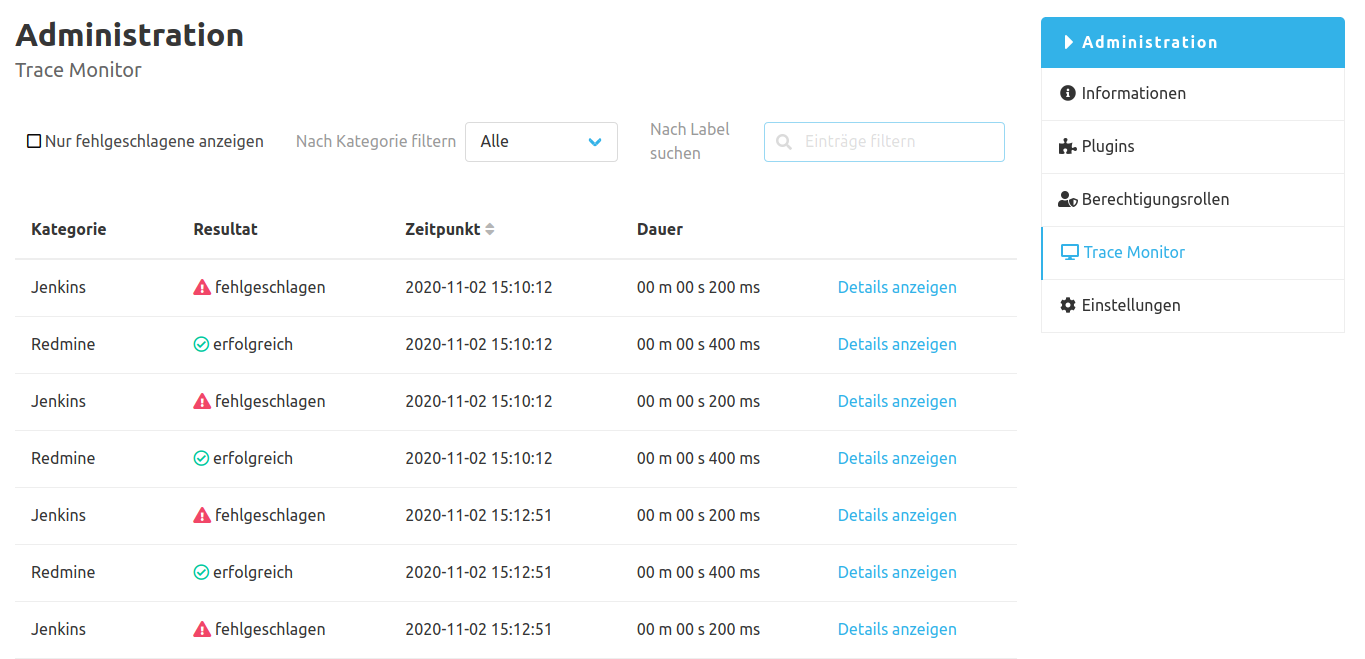 Administration
Trace Monitor
Nur fehlgeschlagene anzeigen Nach Kategorie filtern Alle Nach Label suchen Einträge filtern
Kategorie Resultat Zeitpunkt Dauer
Jenkins fehlgeschlagen 2020-11-02 15:10:12 00 m 00 s 200 ms Details anzeigen
Redmine erfolgreich 2020-11-02 15:10:12 00 m 00 s 400 ms Details anzeigen
Jenkins fehlgeschlagen 2020-11-02 15:10:12 00 m 00 s 200 ms Details anzeigen
Redmine erfolgreich 2020-11-02 15:10:12 00 m 00 s 400 ms Details anzeigen
Jenkins fehlgeschlagen 2020-11-02 15:12:51 00 m 00 s 200 ms Details anzeigen
Redmine erfolgreich 2020-11-02 15:12:51 00 m 00 s 400 ms Details anzeigen
Jenkins fehlgeschlagen 2020-11-02 15:12:51 00 m 00 s 200 ms Details anzeigen
Administration
Informationen
Plugins
Berechtigungsrollen
Trace Monitor
Einstellungen